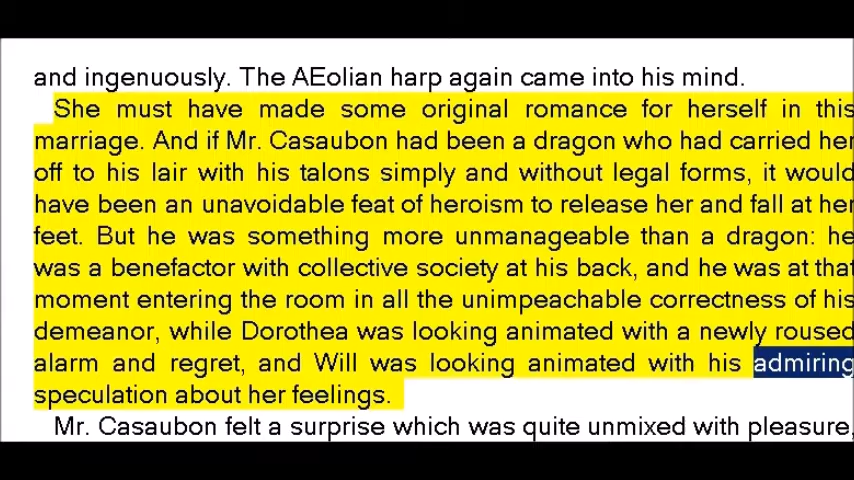 and ingenuously. The AEolian harp again came into his mind.
She must have made some original romance for herself in this
marriage. And if Mr. Casaubon had been a dragon who had carried her
off to his lair with his talons simply and without legal forms, it would
have been an unavoidable feat of heroism to release her and fall at her
feet. But he was something more unmanageable than a dragon: he
was a benefactor with collective society at his back, and he was at that
moment entering the room in all the unimpeachable correctness of his
demeanor, while Dorothea was looking animated with a newly roused
alarm and regret, and Will was looking animated with his admiring
speculation about her feelings.
Mr. Casaubon felt a surprise which was quite unmixed with pleasure,